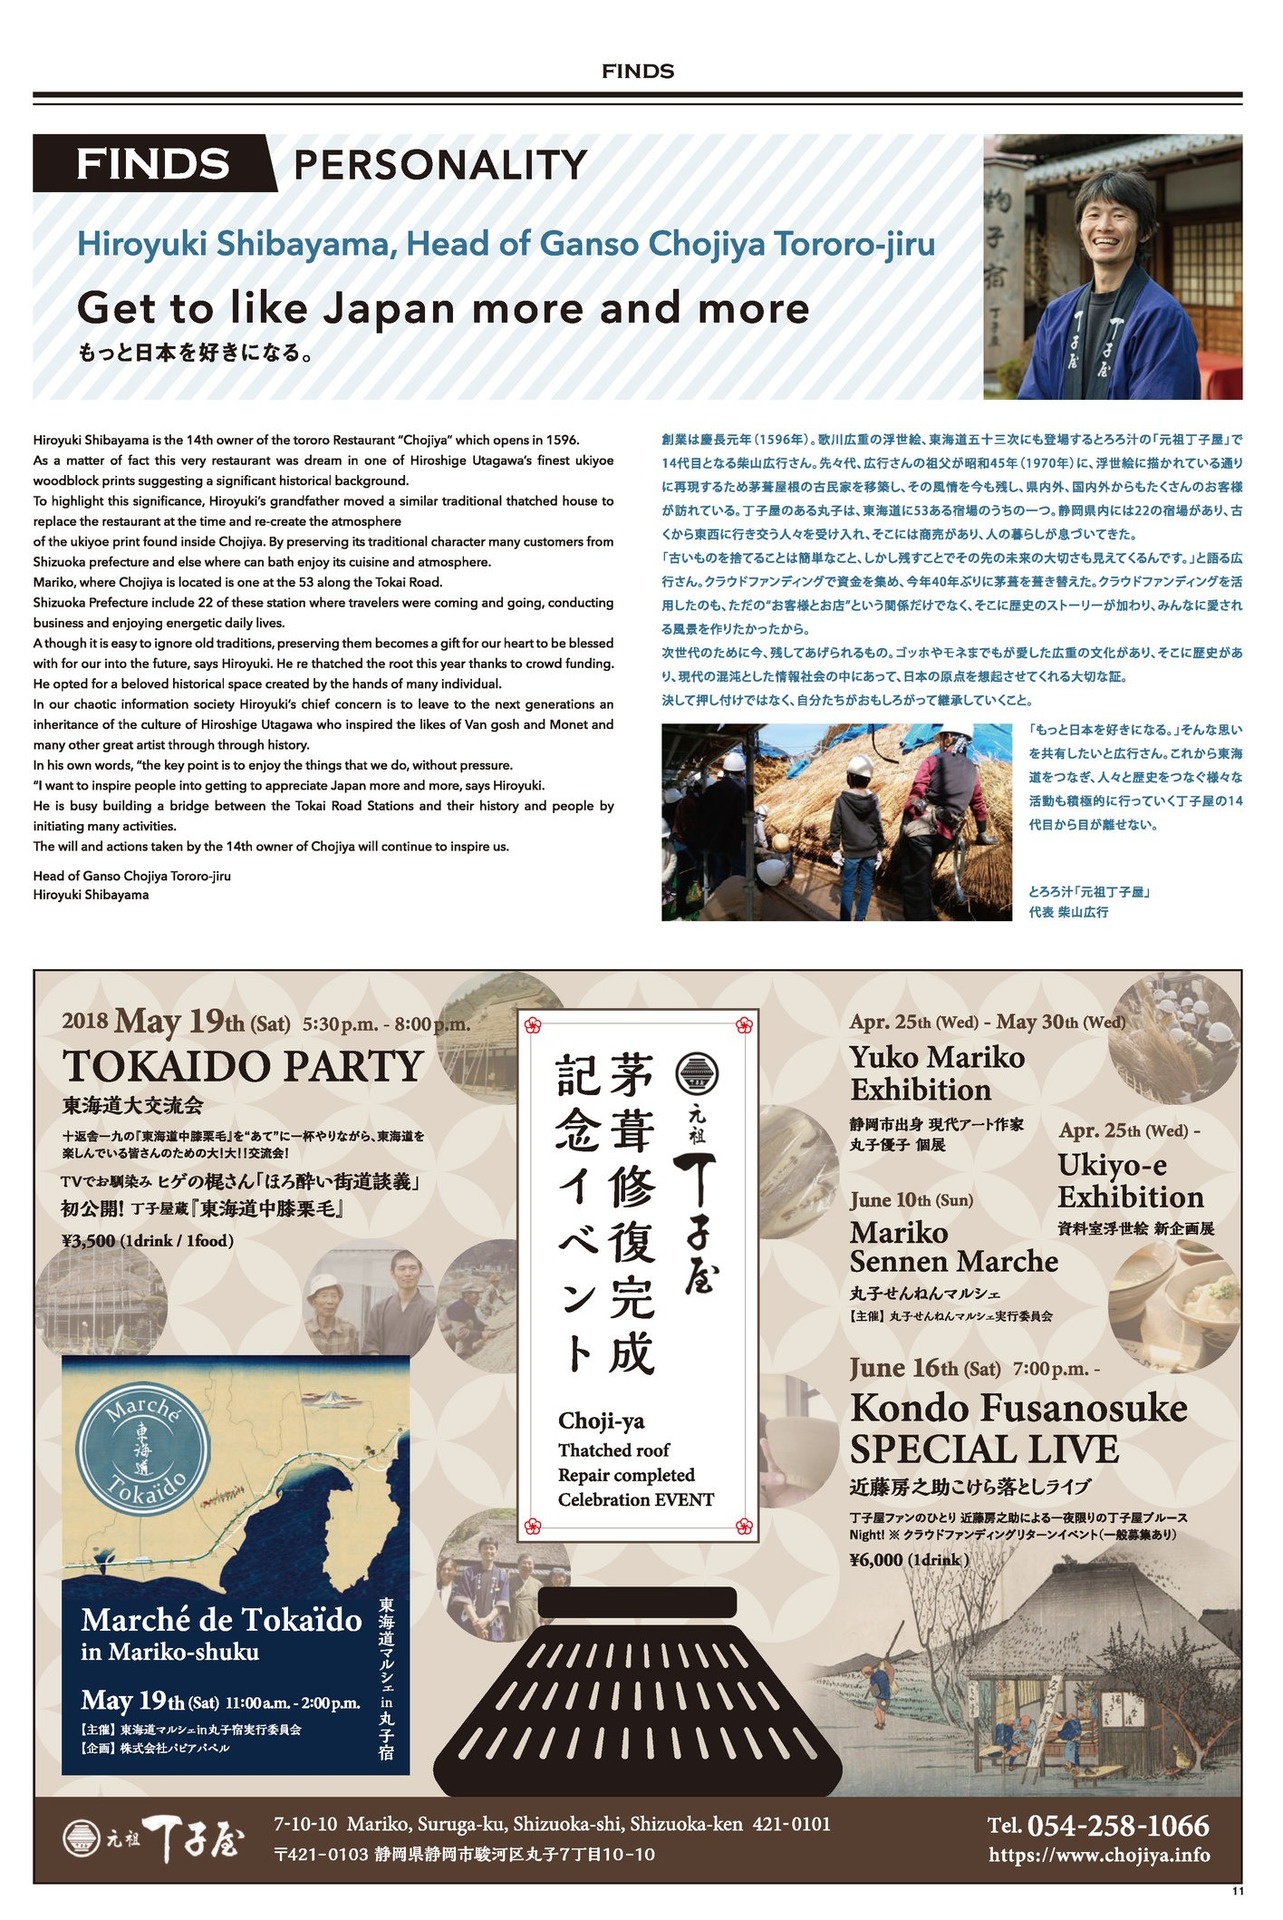 FINDS
FINDS PERSONALITY
Hiroyuki Shibayama, Head of Ganso Chojiya Tororo-jiru
Get to like Japan more and more
もっと日本を好きになる。
鞠子宿
丁子屋
丁子屋
Hiroyuki Shibayama is the 14th owner of the tororo Restaurant “Chojiya” which opens in 1596.
As a matter of fact this very restaurant was dream in one of Hiroshige Utagawa’s finest ukiyoe
woodblock prints suggesting a significant historical background.
To highlight this significance, Hiroyuki’s grandfather moved a similar traditional thatched house to
replace the restaurant at the time and re-create the atmosphere
of the ukiyoe print found inside Chojiya. By preserving its traditional character many customers from
Shizuoka prefecture and else where can bath enjoy its cuisine and atmosphere.
Mariko, where Chojiya is located is one at the 53 along the Tokai Road.
Shizuoka Prefecture include 22 of these station where travelers were coming and going, conducting
business and enjoying energetic daily lives.
A though it is easy to ignore old traditions, preserving them becomes a gift for our heart to be blessed
with for our into the future, says Hiroyuki. He re thatched the root this year thanks to crowd funding.
He opted for a beloved historical space created by the hands of many individual.
In our chaotic information society Hiroyuki’s chief concern is to leave to the next generations an
inheritance of the culture of Hiroshige Utagawa who inspired the likes of Van gosh and Monet and
many other great artist through through history.
In his own words, “the key point is to enjoy the things that we do, without pressure.
“I want to inspire people into getting to appreciate Japan more and more, says Hiroyuki.
He is busy building a bridge between the Tokai Road Stations and their history and people by
initiating many activities.
The will and actions taken by the 14th owner of Chojiya will continue to inspire us.
Head of Ganso Chojiya Tororo-jiru
Hiroyuki Shibayama
創業は慶長元年（1596年）。歌川広重の浮世絵、東海道五十三次にも登場するとろろ汁の「元祖丁子屋」で
14代目となる柴山広行さん。先々代、広行さんの祖父が昭和45年（1970年）に、浮世絵に描かれている通り
に再現するため茅葺屋根の古民家を移築し、その風情を今も残し、県内外、国内外からもたくさんのお客様
が訪れている。丁子屋のある丸子は、東海道に53ある宿場のうちの一つ。静岡県内には22の宿場があり、古
くから東西に行き交う人々を受け入れ、そこには商売があり、人の暮らしが息づいてきた。
「古いものを捨てることは簡単なこと、しかし残すことでその先の未来の大切さも見えてくるんです。」と語る広
行さん。クラウドファンディングで資金を集め、今年40年ぶりに茅葺を葺き替えた。クラウドファンディングを活
用したのも、ただの“お客様とお店”という関係だけでなく、そこに歴史のストーリーが加わり、みんなに愛され
る風景を作りたかったから。
次世代のために今、残してあげられるもの。ゴッホやモネまでもが愛した広重の文化があり、そこに歴史があ
り、現代の混沌とした情報社会の中にあって、日本の原点を想起させてくれる大切な証。
決して押し付けではなく、自分たちがおもしろがって継承していくこと。
「もっと日本を好きになる。」そんな思い
を共有したいと広行さん。これから東海
道をつなぎ、人々と歴史をつなぐ様々な
活動も積極的に行っていく丁子屋の14
代目から目が離せない。
とろろ汁「元祖丁子屋」
代表 柴山広行
2018 May 19th (Sat) 5:30p.m. - 8:00p.m.
TOKAIDO PARTY
東海道大交流会
十返舎一九の『東海道中膝栗毛』を“あて”に一杯やりながら、東海道を
楽しんでいる皆さんのための大！大！！交流会！
TVでお馴染み ヒゲの梶さん「ほろ酔い街道談義」
初公開！ 丁子屋蔵『東海道中膝栗毛』
¥3,500 (1drink / 1food)
Marché
東海道
Tokaïdo
Marché de Tokaïdo
in Mariko-shuku
May 19th (Sat) 11:00a.m. - 2:00p.m.
【主催】東海道マルシェin丸子宿実行委員会
【企画】株式会社パピアパペル
東海道マルシェ in 丸子宿
元祖 丁子屋
茅葺修復完成
記念イベント
Choji-ya
Thatched roof
Repair completed
Celebration EVENT
Apr. 25th (Wed) - May 30th (Wed)
Yuko Mariko
Exhibition
静岡市出身 現代アート作家
丸子優子 個展
Apr. 25th (Wed) -
Ukiyo-e
Exhibition
資料室浮世絵 新企画展
June 10th (Sun)
Mariko
Sennen Marche
丸子せんねんマルシェ
【主催】丸子せんねんマルシェ実行委員会
June 16th (Sat) 7:00p.m. -
Kondo Fusanosuke
SPECIAL LIVE
近藤房之助こけら落としライブ
丁子屋ファンのひとり 近藤房之助による一夜限りの丁子屋ブルース
Night! ※ クラウドファンディングリターンイベント（一般募集あり）
¥6,000 (1drink)
元祖 丁子屋
7-10-10 Mariko, Suruga-ku, Shizuoka-shi, Shizuoka-ken 421-0101
〒421-0103 静岡県静岡市駿河区丸子7丁目10-10
Tel. 054-258-1066
https://www.chojiya.info
11